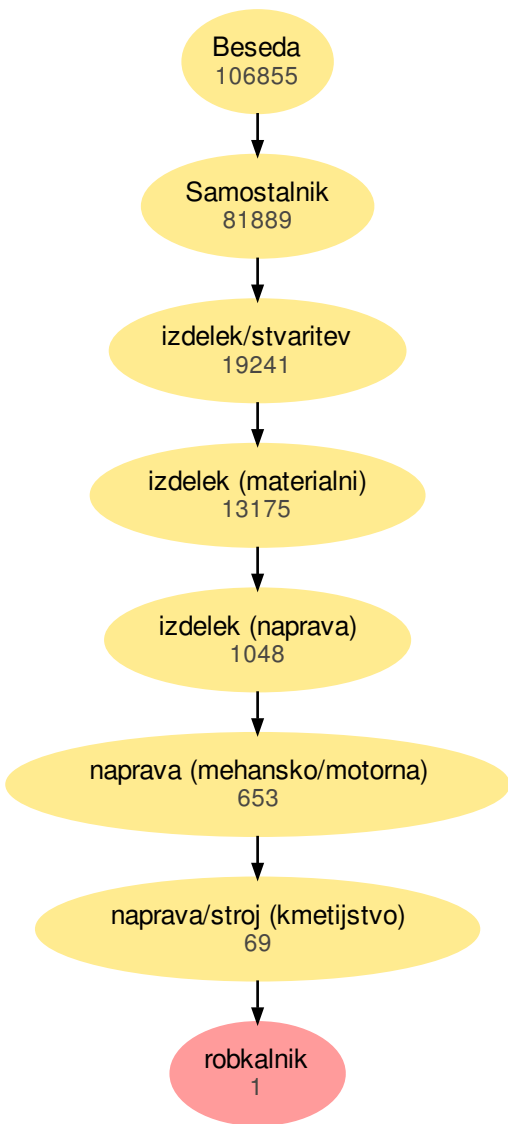 Beseda
106855
Samostalnik
81889
izdelek/stvaritev
19241
izdelek (materialni)
13175
izdelek (naprava)
1048
naprava (mehansko/motorna)
653
naprava/stroj (kmetijstvo)
69
robkalnik
1